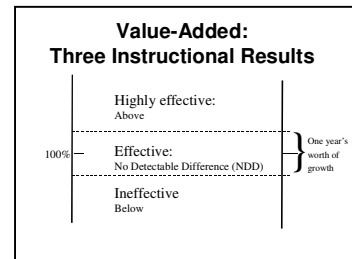 Value-Added:
Three Instructional Results
Highly effective:
Above
100%
Effective:
No Detectable Difference (NDD)
One year's
worth of
growth
Ineffective
Below